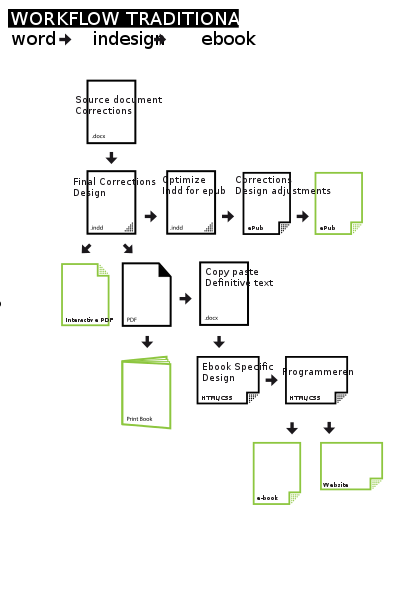 WORKFLOW TRADITIONA
word indesign ebook
Source document
Corrections
.docx
Final Corrections
Design
.indd
Optimize
Indd for epub
.indd
Corrections
Design adjustments
ePub
ePub
Interactive PDF
PDF
Copy paste
Definitive text
.docx
Print Book
Ebook Specific
Design
HTML/CSS
Programmeren
HTML/CSS
e-book
Website